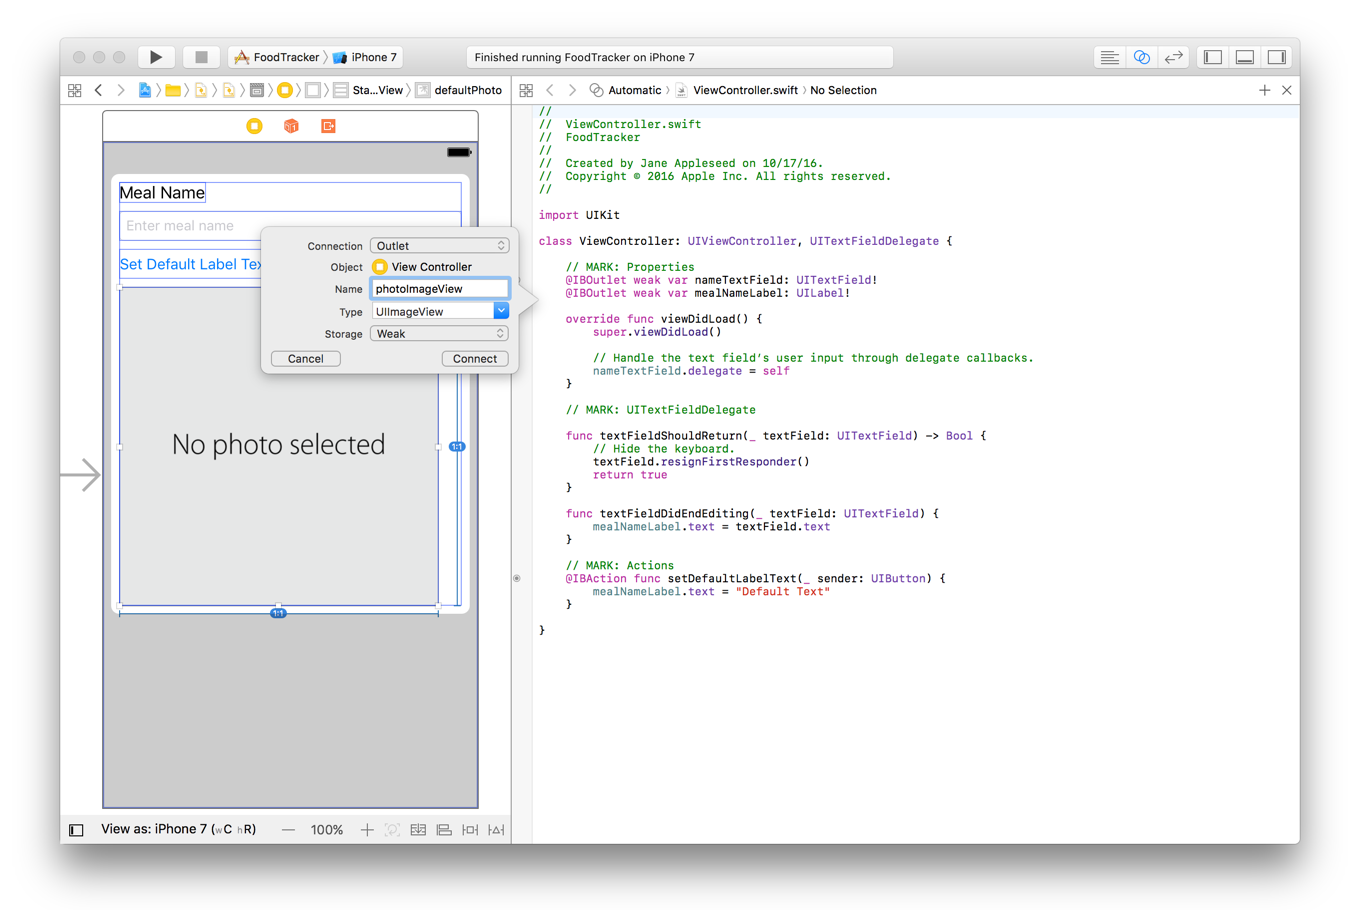 FoodTracker iPhone 7
Finished running FoodTracker on iPhone 7
Sta...View defaultPhoto
Automatic ViewController.swift No Selection
Meal Name
Enter meal name
Set Default Label Tex
No photo selected
1:1
1:1
Connection Outlet
Object View Controller
Name photoImageView
Type UIImageView
Storage Weak
Cancel Connect
//
//  ViewController.swift
//  FoodTracker
//
//  Created by Jane Appleseed on 10/17/16.
//  Copyright © 2016 Apple Inc. All rights reserved.
//
import UIKit
class ViewController: UIViewController, UITextFieldDelegate {
    // MARK: Properties
    @IBOutlet weak var nameTextField: UITextField!
    @IBOutlet weak var mealNameLabel: UILabel!
    override func viewDidLoad() {
        super.viewDidLoad()
        // Handle the text field's user input through delegate callbacks.
        nameTextField.delegate = self
    }
    // MARK: UITextFieldDelegate
    func textFieldShouldReturn(_ textField: UITextField) -> Bool {
        // Hide the keyboard.
        textField.resignFirstResponder()
        return true
    }
    func textFieldDidEndEditing(_ textField: UITextField) {
        mealNameLabel.text = textField.text
    }
    // MARK: Actions
    @IBAction func setDefaultLabelText(_ sender: UIButton) {
        mealNameLabel.text = "Default Text"
    }
}
View as: iPhone 7 (wC hR) — 100% +